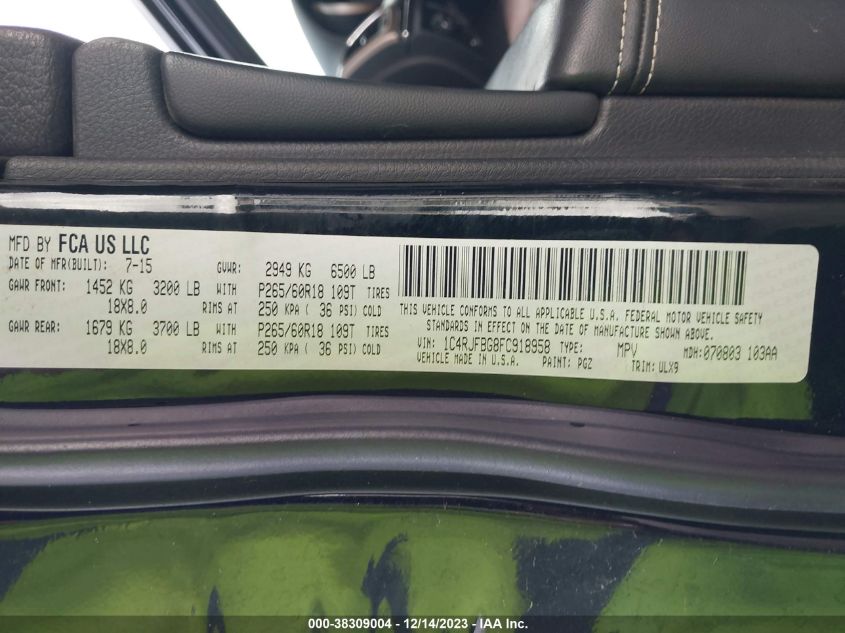 MFD BY FCA US LLC
DATE OF MFR(BUILT): 7-15 GVWR: 2949 KG 6500 LB
GAWR FRONT: 1452 KG 3200 LB WITH P265/60R18 109T TIRES
18X8.0 RIMS AT 250 KPA ( 36 PSI) COLD
GAWR REAR: 1679 KG 3700 LB WITH P265/60R18 109T TIRES
18X8.0 RIMS AT 250 KPA ( 36 PSI) COLD
THIS VEHICLE CONFORMS TO ALL APPLICABLE U.S.A. FEDERAL MOTOR VEHICLE SAFETY
STANDARDS IN EFFECT ON THE DATE OF MANUFACTURE SHOWN ABOVE.
VIN: 1C4RJFBG8FC918958 TYPE: MPV MDH:070803 103AA
VEHICLE MADE IN U.S.A. PAINT: PGZ TRIM: ULX9
000-38309004 - 12/14/2023 - IAA Inc.